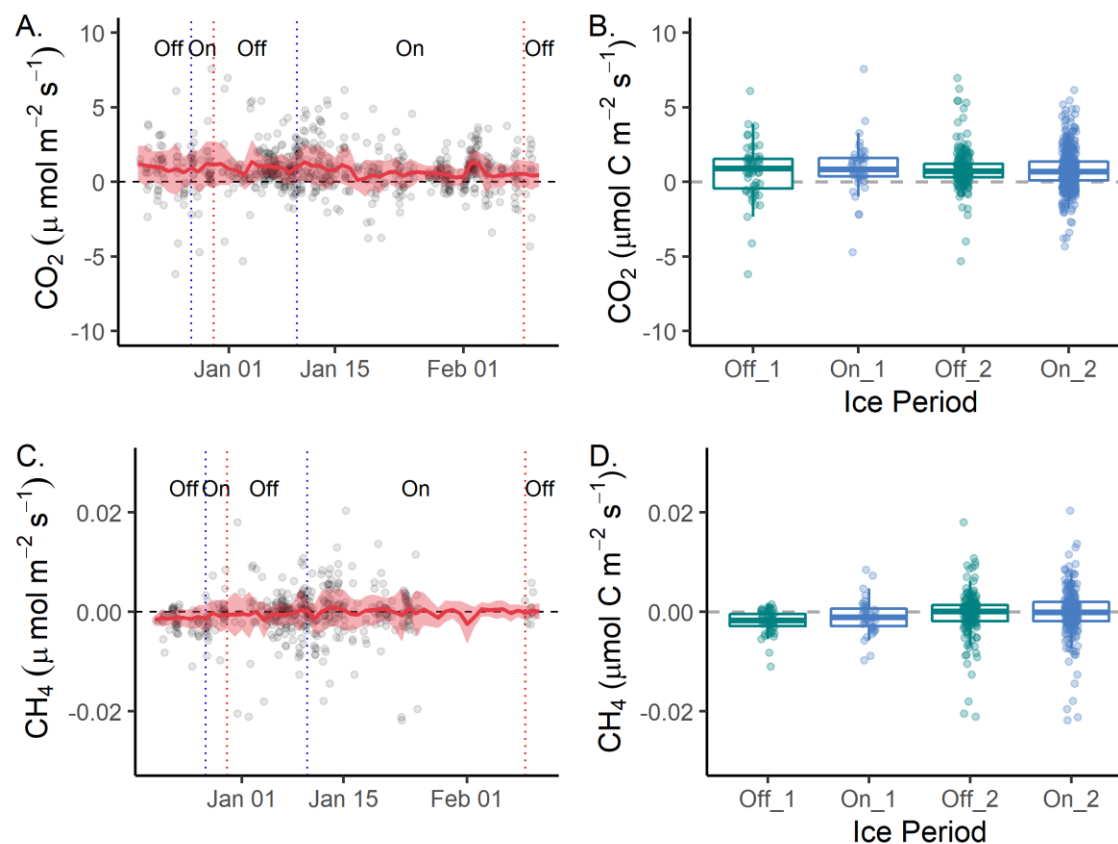 A.
CO₂ (μ mol m⁻² s⁻¹)
10
5
0
-5
-10
Off On Off On Off
Jan 01 Jan 15 Feb 01
B.
CO₂ (μmol C m⁻² s⁻¹).
10
5
0
-5
-10
Off_1 On_1 Off_2 On_2
Ice Period
C.
CH₄ (μ mol m⁻² s⁻¹)
0.02
0.00
-0.02
Off On Off On Off
Jan 01 Jan 15 Feb 01
D.
CH₄ (μmol C m⁻² s⁻¹).
0.02
0.00
-0.02
Off_1 On_1 Off_2 On_2
Ice Period